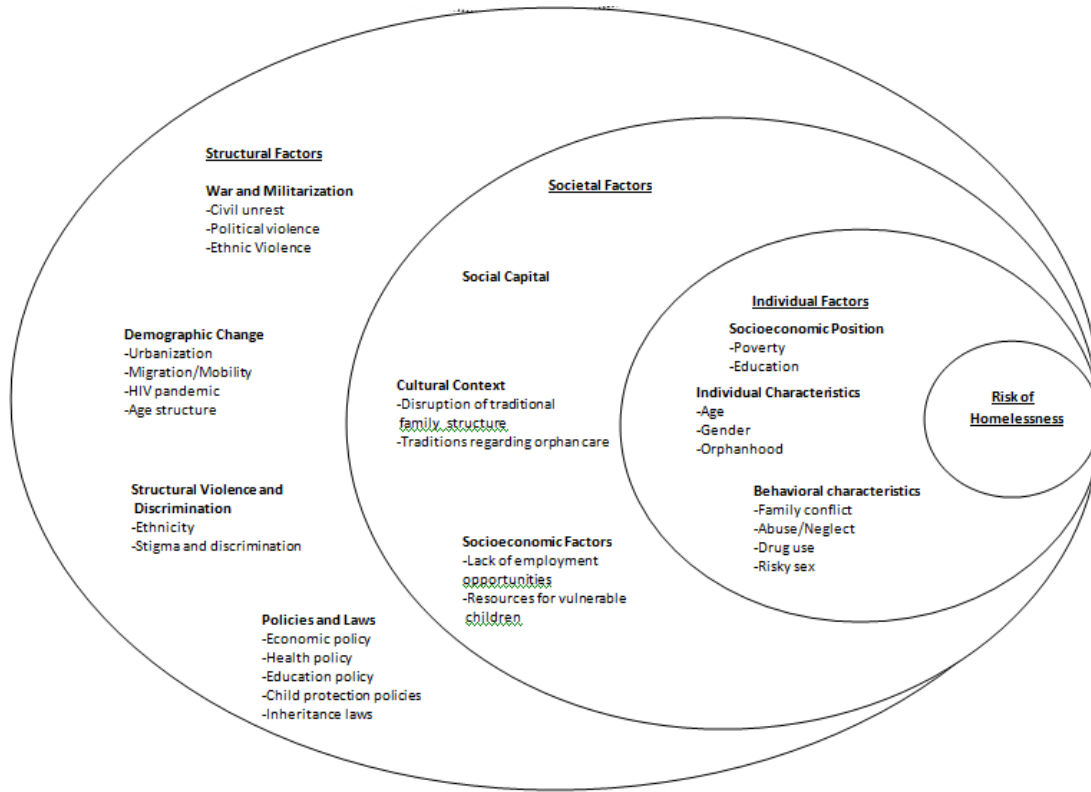 Structural Factors
War and Militarization
-Civil unrest
-Political violence
-Ethnic Violence
Demographic Change
-Urbanization
-Migration/Mobility
-HIV pandemic
-Age structure
Structural Violence and
Discrimination
-Ethnicity
-Stigma and discrimination
Policies and Laws
-Economic policy
-Health policy
-Education policy
-Child protection policies
-Inheritance laws
Societal Factors
Social Capital
Cultural Context
-Disruption of traditional
family structure
-Traditions regarding orphan care
Socioeconomic Factors
-Lack of employment
opportunities
-Resources for vulnerable
children
Individual Factors
Socioeconomic Position
-Poverty
-Education
Individual Characteristics
-Age
-Gender
-Orphanhood
Behavioral characteristics
-Family conflict
-Abuse/Neglect
-Drug use
-Risky sex
Risk of
Homelessness